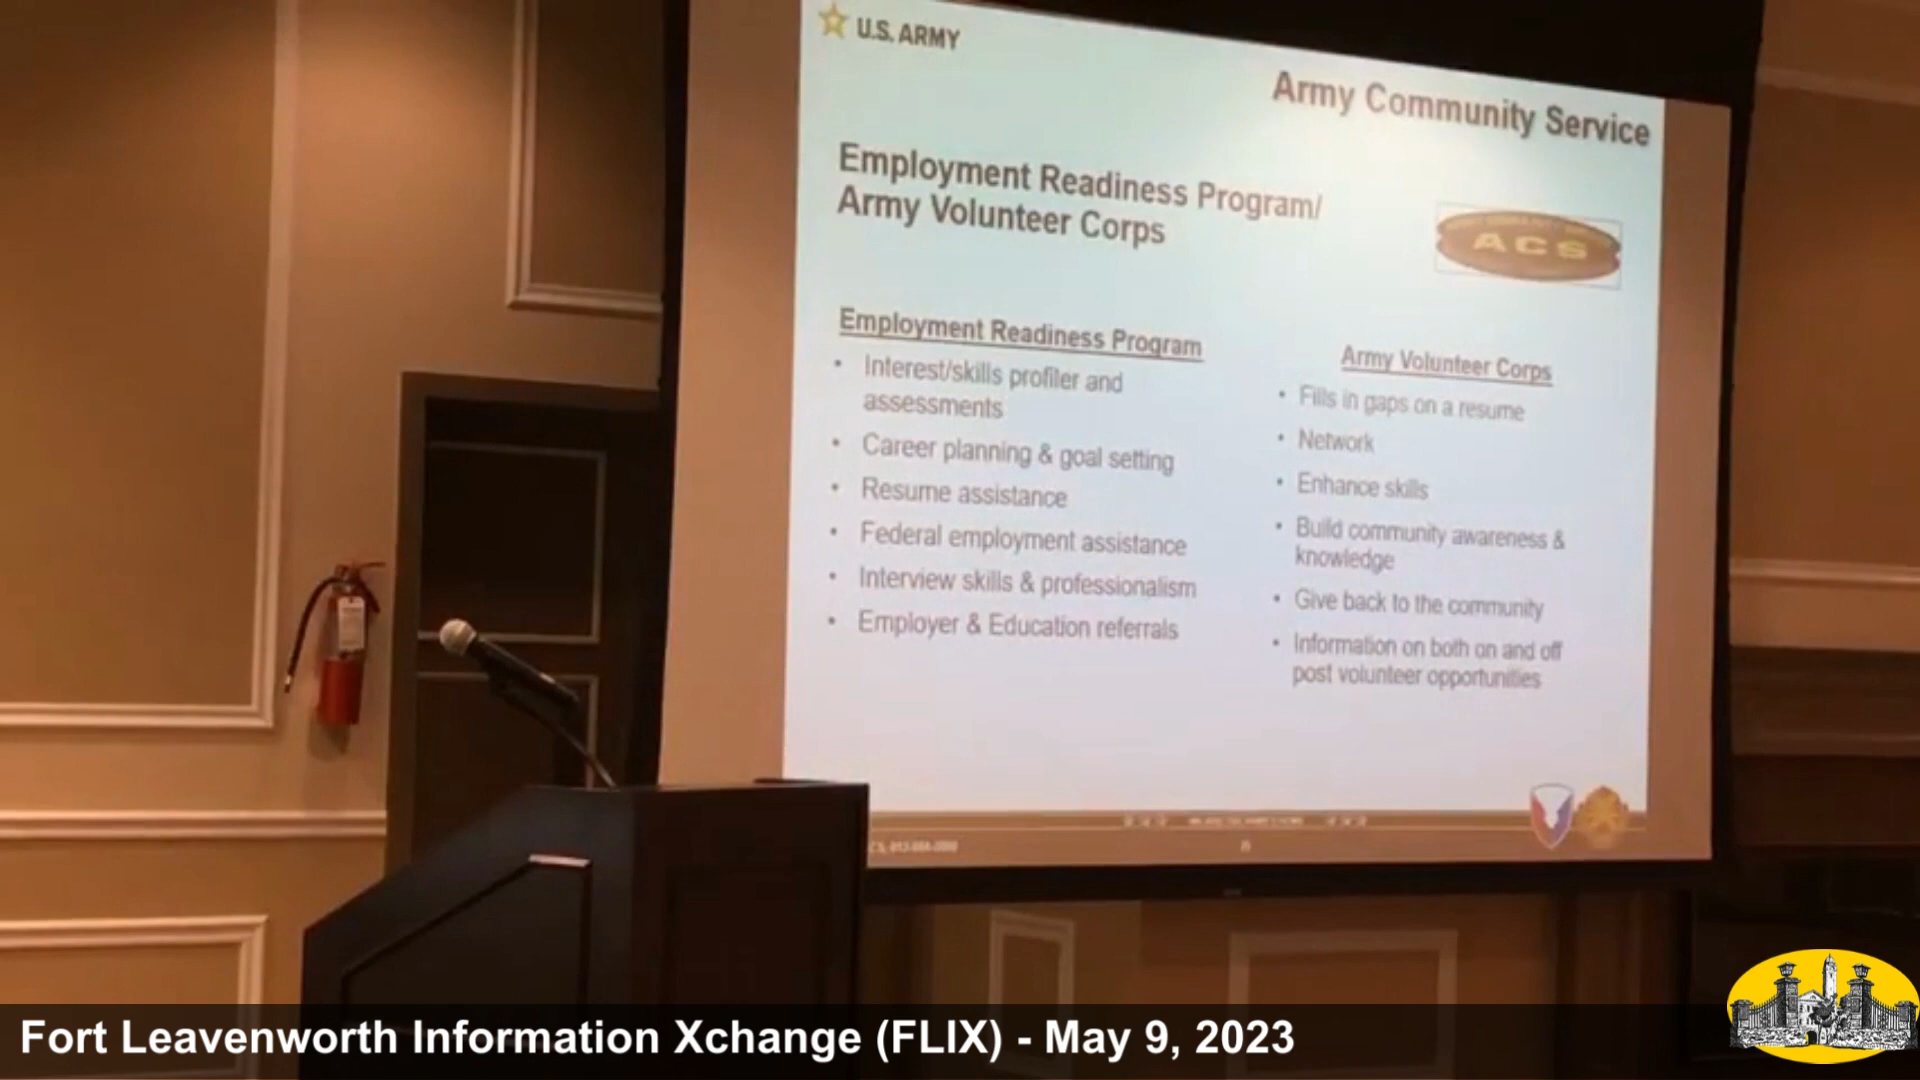 U.S. ARMY
Army Community Service
Employment Readiness Program/
Army Volunteer Corps
ACS
Employment Readiness Program
• Interest/skills profiler and
assessments
• Career planning & goal setting
• Resume assistance
• Federal employment assistance
• Interview skills & professionalism
• Employer & Education referrals
Army Volunteer Corps
• Fills in gaps on a resume
• Network
• Enhance skills
• Build community awareness &
knowledge
• Give back to the community
• Information on both on and off
post volunteer opportunities
Fort Leavenworth Information Xchange (FLIX) - May 9, 2023